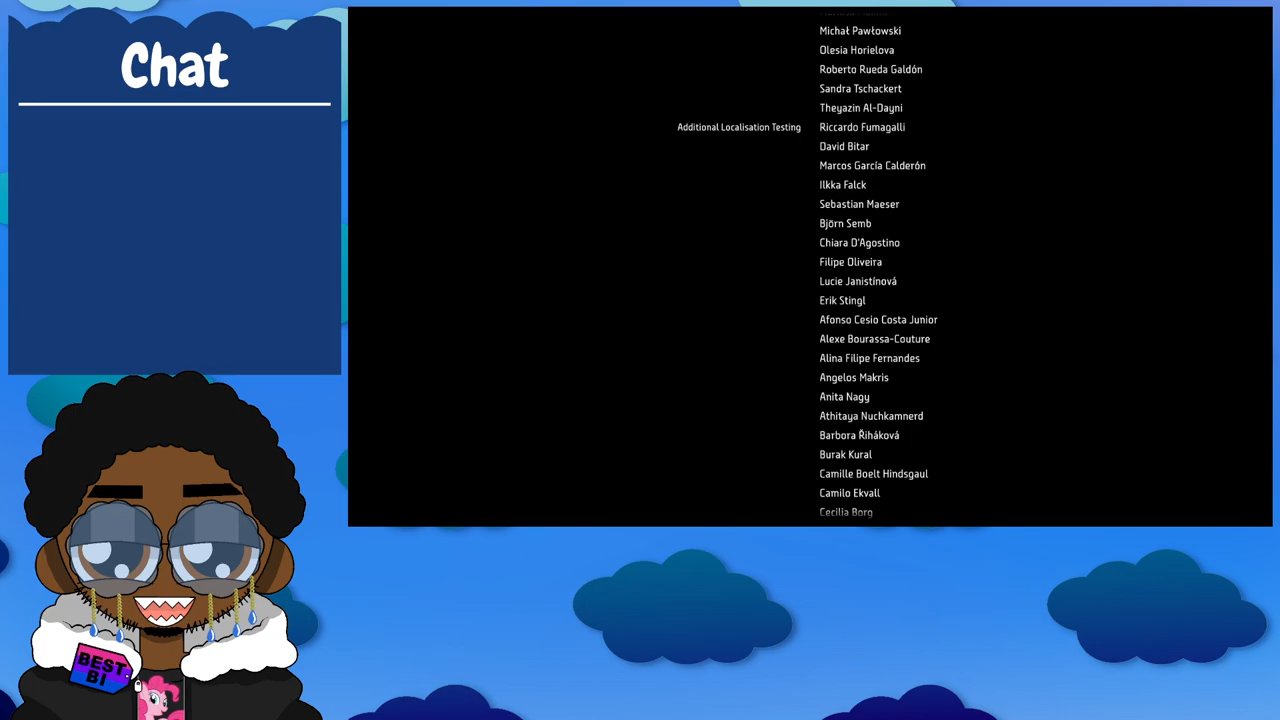 Chat
Michał Pawłowski
Olesia Horielova
Roberto Rueda Galdón
Sandra Tschackert
Theyazin Al-Dayni
Additional Localisation Testing Riccardo Fumagalli
David Bitar
Marcos García Calderón
Ilkka Falck
Sebastian Maeser
Björn Semb
Chiara D'Agostino
Filipe Oliveira
Lucie Janistínová
Erik Stingl
Afonso Cesio Costa Junior
Alexe Bourassa-Couture
Alina Filipe Fernandes
Angelos Makris
Anita Nagy
Athitaya Nuchkamnerd
Barbora Řiháková
Burak Kural
Camille Boelt Hindsgaul
Camilo Ekvall
Cecilia Borg
BEST
BI